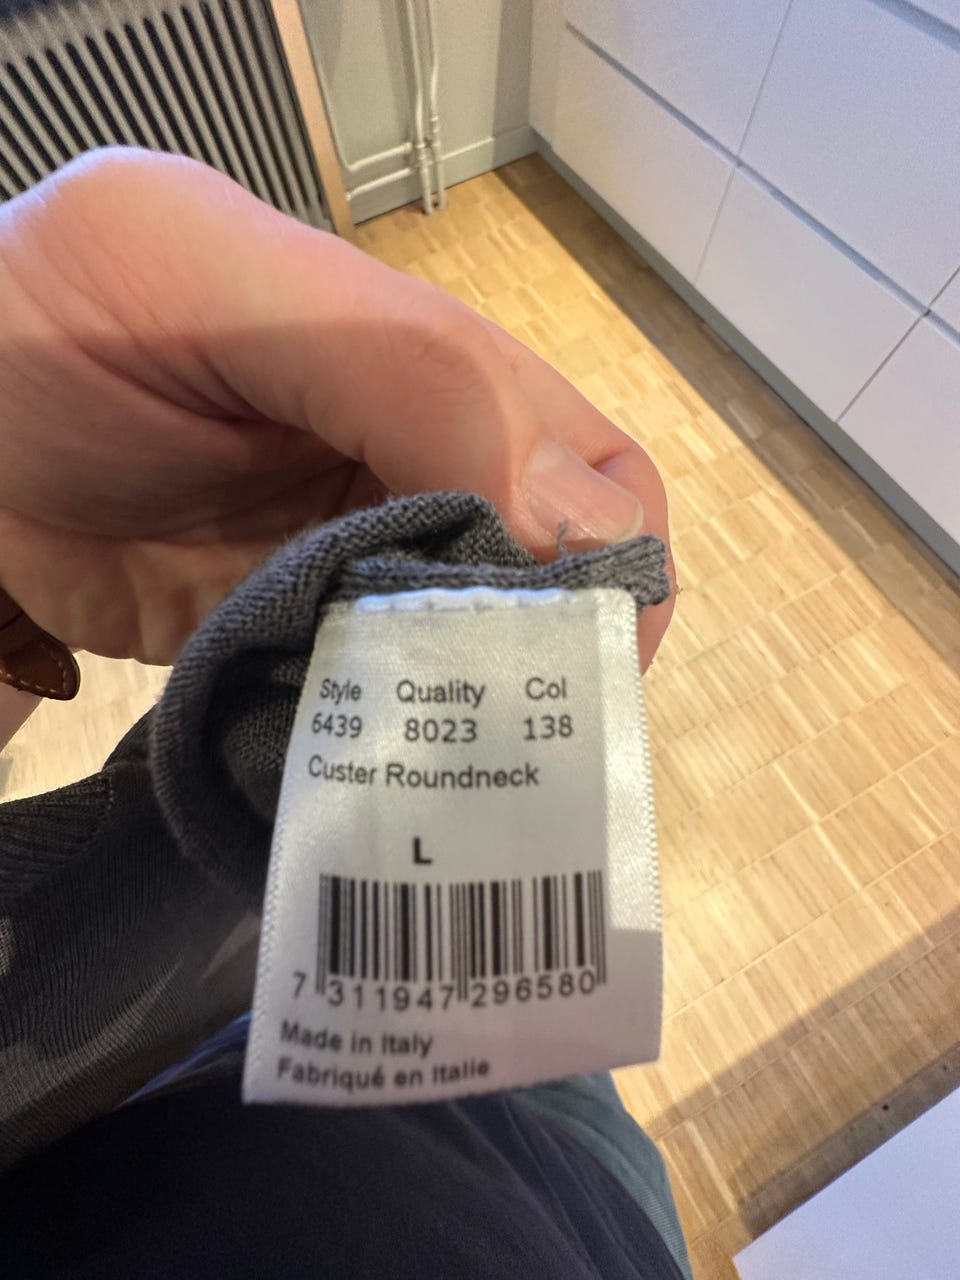 Style Quality Col
6439 8023 138
Custer Roundneck
L
7 311947 296580
Made in Italy
Fabriqué en Italie